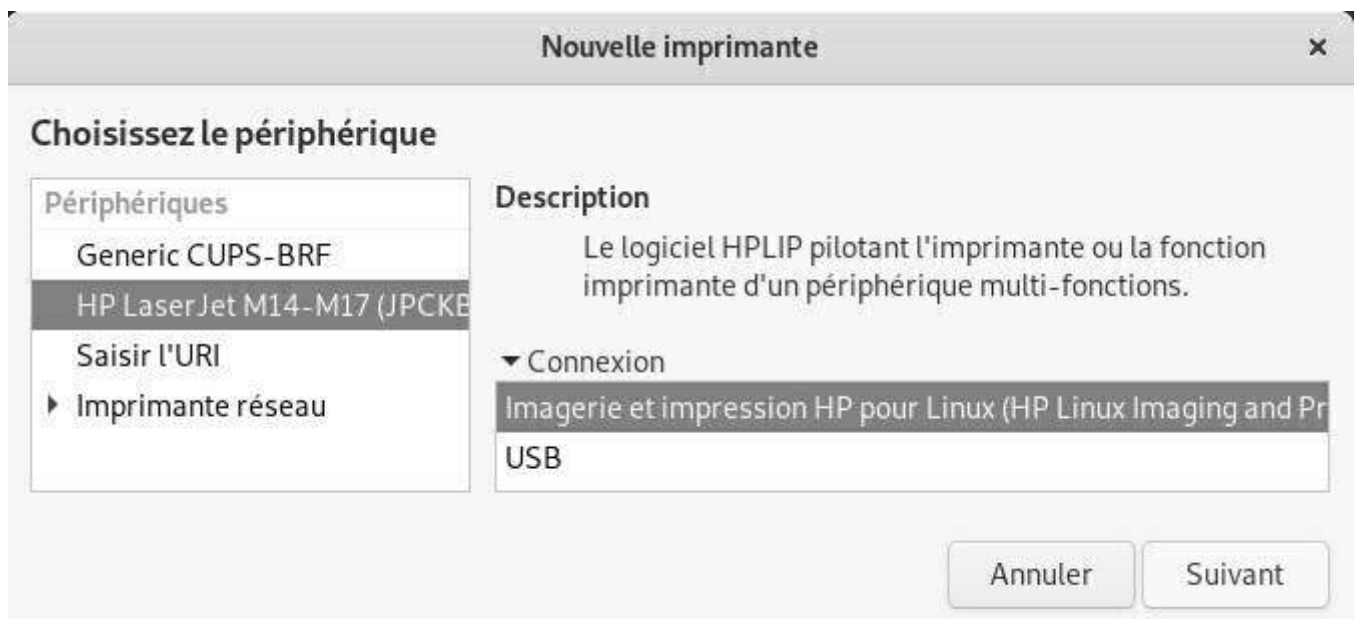 Nouvelle imprimante
Choisissez le périphérique
Périphériques
Generic CUPS-BRF
HP LaserJet M14-M17 (JPCKB
Saisir l'URI
Imprimante réseau
Description
Le logiciel HPLIP pilotant l'imprimante ou la fonction
imprimante d'un périphérique multi-fonctions.
Connexion
Imagerie et impression HP pour Linux (HP Linux Imaging and Pr
USB
Annuler
Suivant